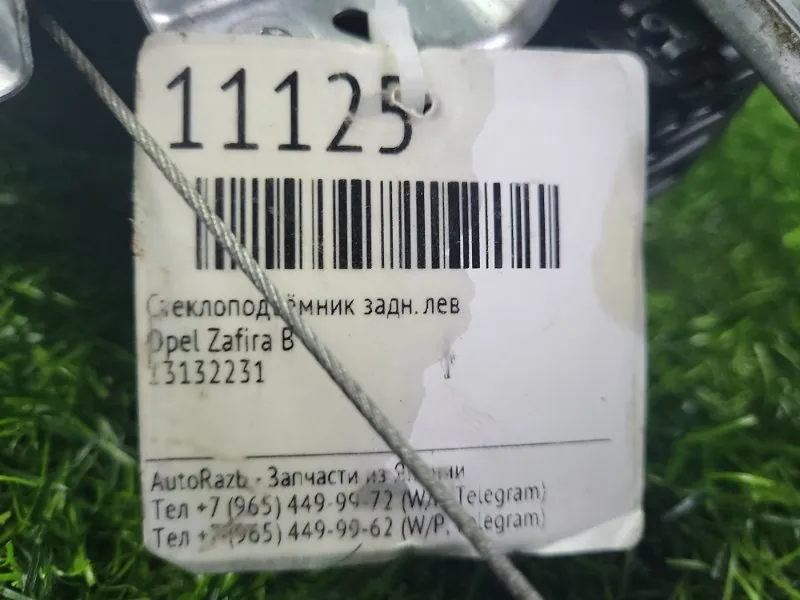 11125
Стеклоподъёмник задн. лев
Opel Zafira B
13132231
AutoRazb - Запчасти из Японии
Тел +7 (965) 449-99-72 (W/P, Telegram)
Тел +7 (965) 449-99-62 (W/P, Telegram)